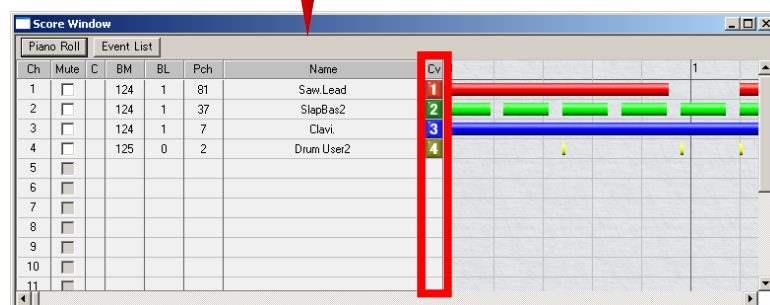 Score Window
Piano Roll Event List
Ch Mute C BM BL Pch Name Cv 1
1 124 1 81 Saw.Lead 1
2 124 1 37 SlapBas2 2
3 124 1 7 Clavi. 3
4 125 0 2 Drum User2 4
5
6
7
8
9
10
11